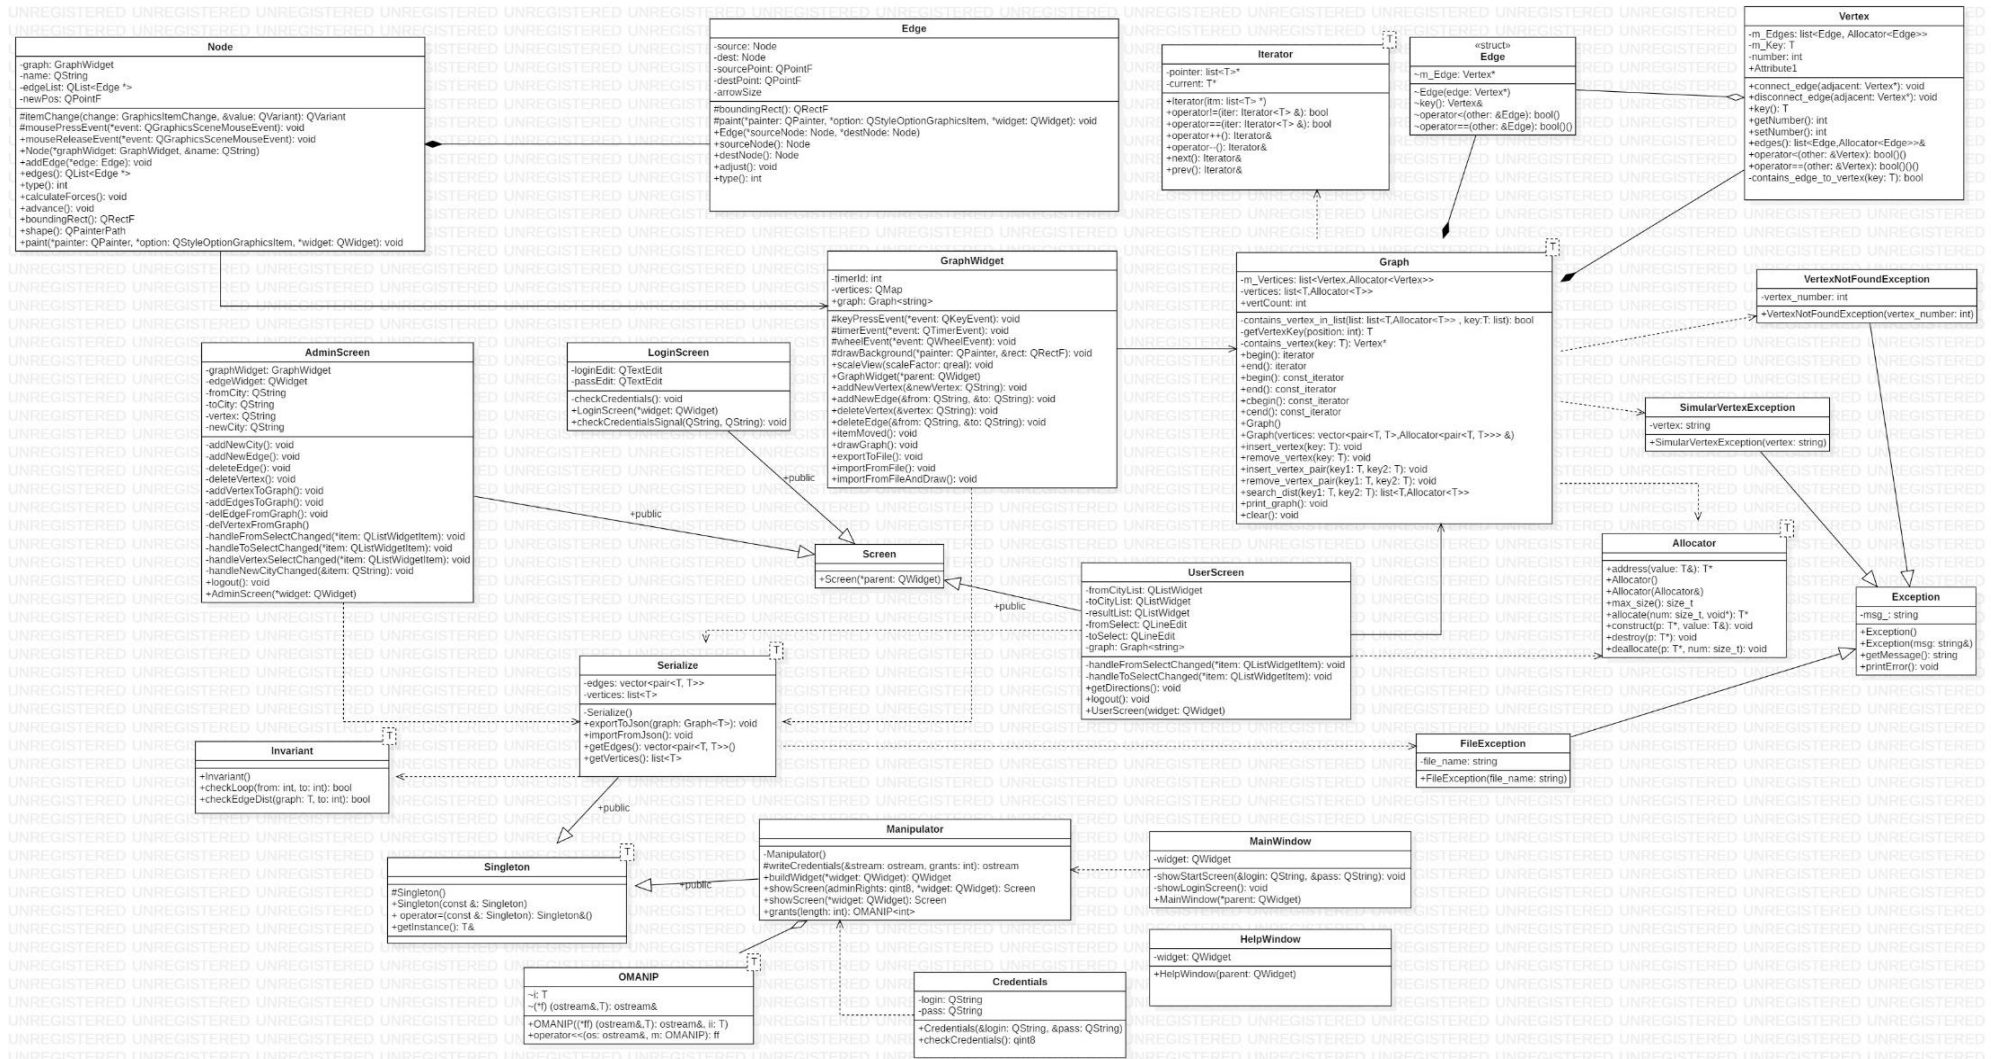 Node
-graph: GraphWidget
-name: QString
-edgeList: QList<Edge *>
-newPos: QPointF
#itemChange(change: GraphicsItemChange, &value: QVariant): QVariant
#mousePressEvent(*event: QGraphicsSceneMouseEvent): void
+mouseReleaseEvent(*event: QGraphicsSceneMouseEvent): void
+Node(*graphWidget: GraphWidget, &name: QString)
+addEdge(*edge: Edge): void
+edges(): QList<Edge *>
+type(): int
+calculateForces(): void
+advance(): void
+boundingRect(): QRectF
+shape(): QPainterPath
+paint(*painter: QPainter, *option: QStyleOptionGraphicsItem, *widget: QWidget): void
Edge
-source: Node
-dest: Node
-sourcePoint: QPointF
-destPoint: QPointF
-arrowSize
#boundingRect(): QRectF
#paint(*painter: QPainter, *option: QStyleOptionGraphicsItem, *widget: QWidget): void
+Edge(*sourceNode: Node, *destNode: Node)
+sourceNode(): Node
+destNode(): Node
+adjust(): void
+type(): int
T
Iterator
-pointer: list<T>*
-current: T*
+Iterator(itm: list<T> *)
+operator!=(iter: Iterator<T> &): bool
+operator==(iter: Iterator<T> &): bool
+operator++(): Iterator&
+operator--(): Iterator&
+next(): Iterator&
+prev(): Iterator&
«struct»
Edge
~m_Edge: Vertex*
~Edge(edge: Vertex*)
~key(): Vertex&
~operator<(other: &Edge): bool()
~operator==(other: &Edge): bool()()
Vertex
-m_Edges: list<Edge, Allocator<Edge>>
-m_Key: T
-number: int
+Attribute1
+connect_edge(adjacent: Vertex*): void
+disconnect_edge(adjacent: Vertex*): void
+key(): T
+getNumber(): int
+setNumber(): int
+edges(): list<Edge,Allocator<Edge>>&
+operator<(other: &Vertex): bool()()
+operator==(other: &Vertex): bool()()()
-contains_edge_to_vertex(key: T): bool
GraphWidget
-timerId: int
-vertices: QMap
+graph: Graph<string>
#keyPressEvent(*event: QKeyEvent): void
#timerEvent(*event: QTimerEvent): void
#wheelEvent(*event: QWheelEvent): void
#drawBackground(*painter: QPainter, &rect: QRectF): void
+scaleView(scaleFactor: qreal): void
+GraphWidget(*parent: QWidget)
+addNewVertex(&newVertex: QString): void
+addNewEdge(&from: QString, &to: QString): void
+deleteVertex(&vertex: QString): void
+deleteEdge(&from: QString, &to: QString): void
+itemMoved(): void
+drawGraph(): void
+exportToFile(): void
+importFromFile(): void
+importFromFileAndDraw(): void
T
Graph
-m_Vertices: list<Vertex,Allocator<Vertex>>
-vertices: list<T,Allocator<T>>
+vertCount: int
-contains_vertex_in_list(list: list<T,Allocator<T>> , key:T: list): bool
-getVertexKey(position: int): T
-contains_vertex(key: T): Vertex*
+begin(): iterator
+end(): iterator
+begin(): const_iterator
+end(): const_iterator
+cbegin(): const_iterator
+cend(): const_iterator
+Graph()
+Graph(vertices: vector<pair<T, T>,Allocator<pair<T, T>>> &)
+insert_vertex(key: T): void
+remove_vertex(key: T): void
+insert_vertex_pair(key1: T, key2: T): void
+remove_vertex_pair(key1: T, key2: T): void
+search_dist(key1: T, key2: T): list<T,Allocator<T>>
+print_graph(): void
+clear(): void
VertexNotFoundException
-vertex_number: int
+VertexNotFoundException(vertex_number: int)
SimularVertexException
-vertex: string
+SimularVertexException(vertex: string)
AdminScreen
-graphWidget: GraphWidget
-edgeWidget: QWidget
-fromCity: QString
-toCity: QString
-vertex: QString
-newCity: QString
-addNewCity(): void
-addNewEdge(): void
-deleteEdge(): void
-deleteVertex(): void
-addVertexToGraph(): void
-addEdgesToGraph(): void
-delEdgeFromGraph(): void
-delVertexFromGraph()
-handleFromSelectChanged(*item: QListWidgetItem): void
-handleToSelectChanged(*item: QListWidgetItem): void
-handleVertexSelectChanged(*item: QListWidgetItem): void
-handleNewCityChanged(&item: QString): void
+logout(): void
+AdminScreen(*widget: QWidget)
LoginScreen
-loginEdit: QTextEdit
-passEdit: QTextEdit
-checkCredentials(): void
+LoginScreen(*widget: QWidget)
+checkCredentialsSignal(QString, QString): void
+public
+public
Screen
+Screen(*parent: QWidget)
+public
UserScreen
-fromCityList: QListWidget
-toCityList: QListWidget
-resultList: QListWidget
-fromSelect: QLineEdit
-toSelect: QLineEdit
-graph: Graph<string>
-handleFromSelectChanged(*item: QListWidgetItem): void
-handleToSelectChanged(*item: QListWidgetItem): void
+getDirections(): void
+logout(): void
+UserScreen(widget: QWidget)
T
Allocator
+address(value: T&): T*
+Allocator()
+Allocator(Allocator&)
+max_size(): size_t
+allocate(num: size_t, void*): T*
+construct(p: T*, value: T&): void
+destroy(p: T*): void
+deallocate(p: T*, num: size_t): void
Exception
-msg_: string
+Exception()
+Exception(msg: string&)
+getMessage(): string
+printError(): void
T
Serialize
-edges: vector<pair<T, T>>
-vertices: list<T>
-Serialize()
+exportToJson(graph: Graph<T>): void
+importFromJson(): void
+getEdges(): vector<pair<T, T>>()
+getVertices(): list<T>
T
Invariant
+Invariant()
+checkLoop(from: int, to: int): bool
+checkEdgeDist(graph: T, to: int): bool
FileException
-file_name: string
+FileException(file_name: string)
+public
T
Singleton
#Singleton()
+Singleton(const &: Singleton)
+ operator=(const &: Singleton): Singleton&()
+getInstance(): T&
+public
Manipulator
-Manipulator()
#writeCredentials(&stream: ostream, grants: int): ostream
+buildWidget(*widget: QWidget): QWidget
+showScreen(adminRights: qint8, *widget: QWidget): Screen
+showScreen(*widget: QWidget): Screen
+grants(length: int): OMANIP<int>
MainWindow
-widget: QWidget
-showStartScreen(&login: QString, &pass: QString): void
-showLoginScreen(): void
+MainWindow(*parent: QWidget)
HelpWindow
-widget: QWidget
+HelpWindow(parent: QWidget)
T
OMANIP
~i: T
~(*f) (ostream&,T): ostream&
+OMANIP((*ff) (ostream&,T): ostream&, ii: T)
+operator<<(os: ostream&, m: OMANIP): ff
Credentials
-login: QString
-pass: QString
+Credentials(&login: QString, &pass: QString)
+checkCredentials(): qint8